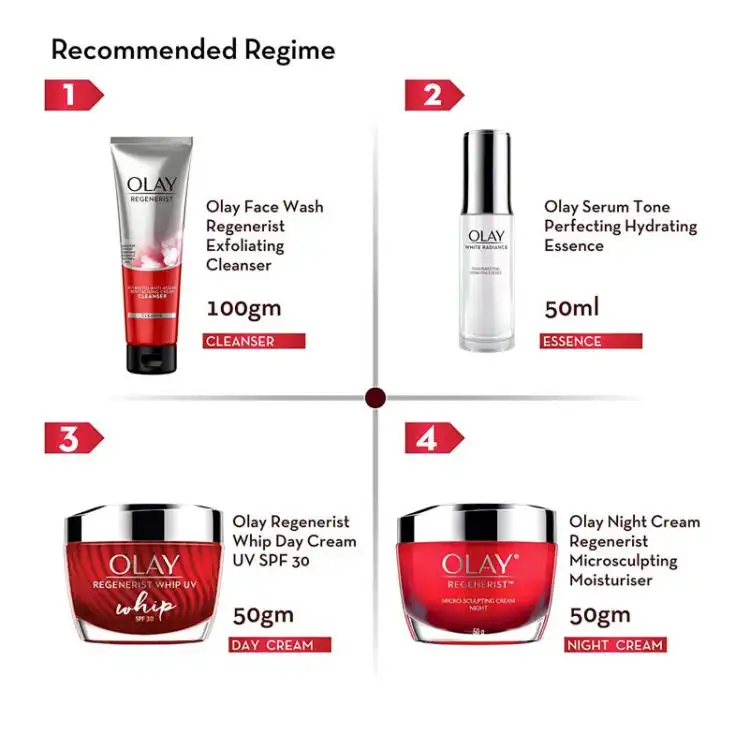 Recommended Regime
1
OLAY
REGENERIST
CLEANSER
Olay Face Wash
Regenerist
Exfoliating
Cleanser
100gm
CLEANSER
2
OLAY
WHITE RADIANCE
Olay Serum Tone
Perfecting Hydrating
Essence
50ml
ESSENCE
3
OLAY
REGENERIST WHIP UV
whip
SPF 30
Olay Regenerist
Whip Day Cream
UV SPF 30
50gm
DAY CREAM
4
OLAY®
REGENERIST™
MICRO-SCULPTING CREAM
NIGHT
50 g
Olay Night Cream
Regenerist
Microsculpting
Moisturiser
50gm
NIGHT CREAM